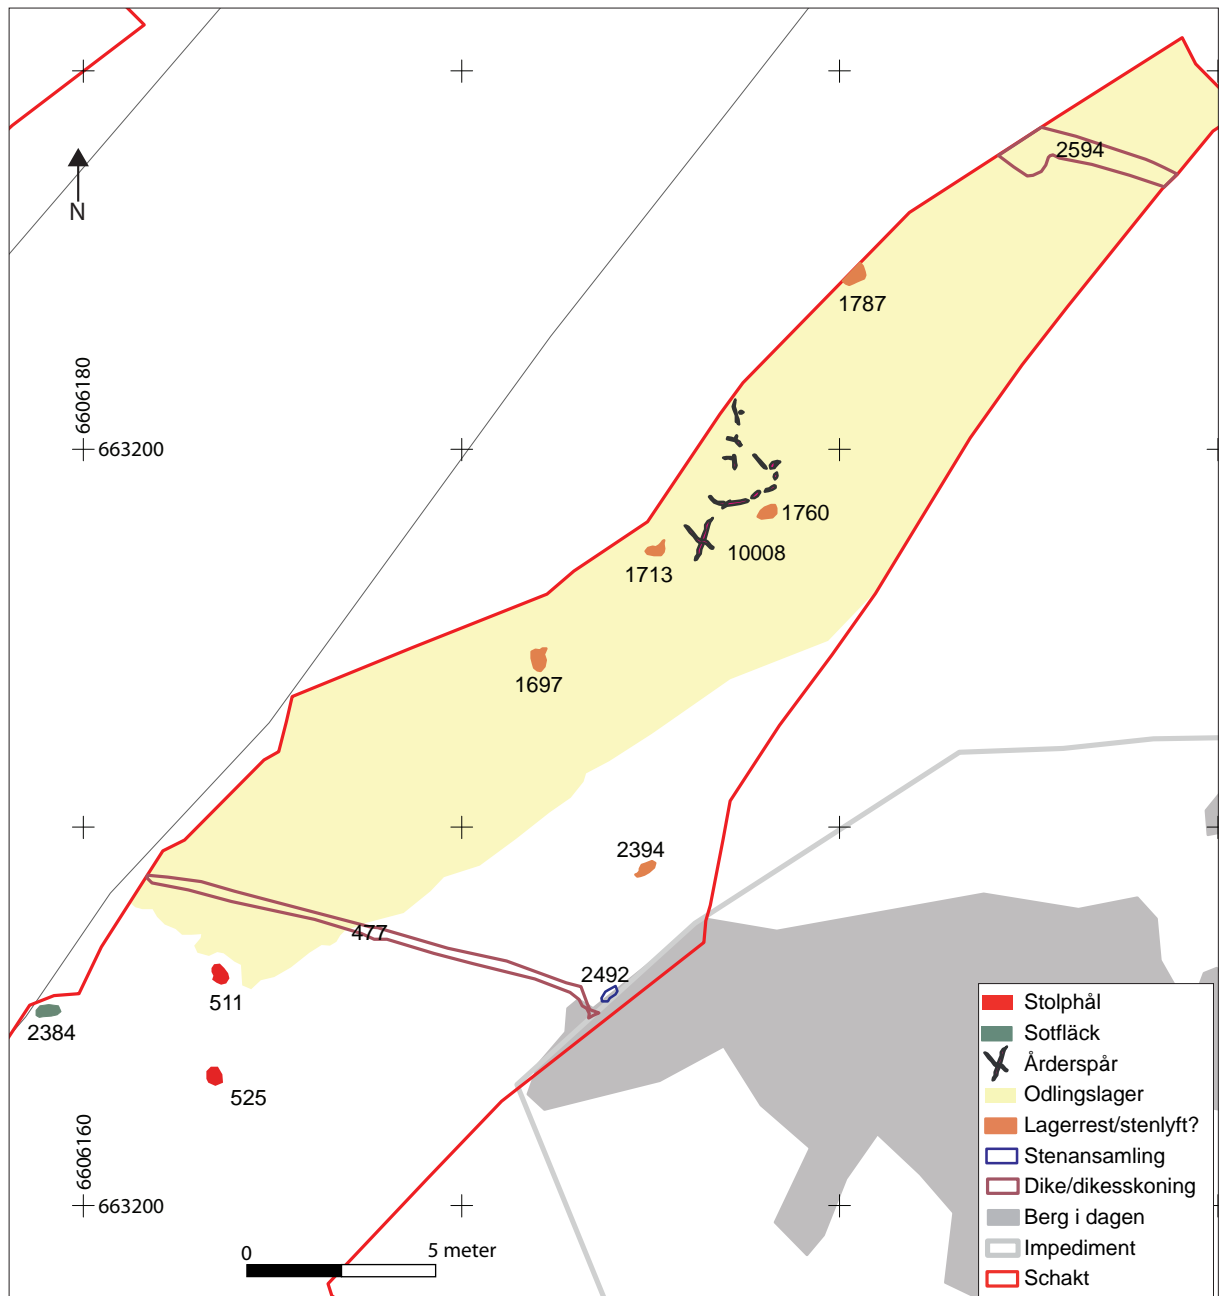 2594
N
1787
6606180
663200
1760
10008
1713
1697
2394
477
2492
511
2384
525
6606160
663200
0 5 meter
Stolphål
Sotfläck
Årderspår
Odlingslager
Lagerrest/stenlyft?
Stenansamling
Dike/dikesskoning
Berg i dagen
Impediment
Schakt